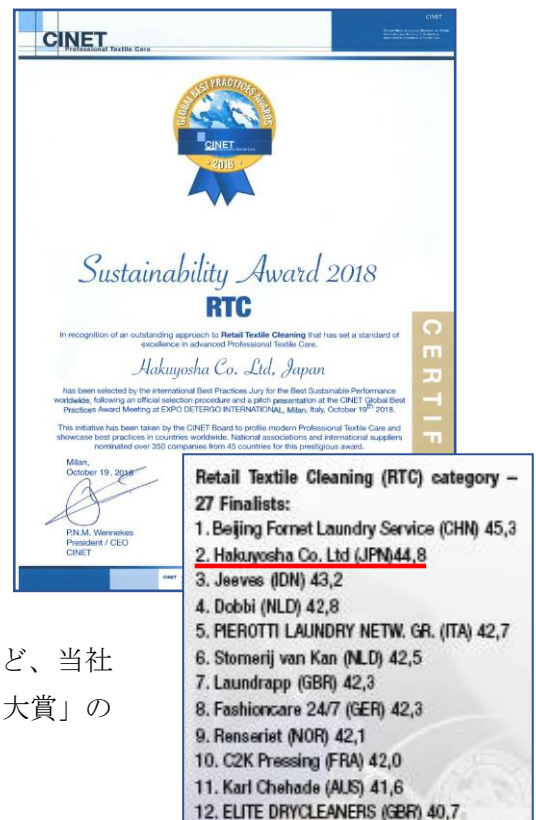 CINET
Professional Textile Care
CINET
GLOBAL BEST PRACTICES AWARDS
CINET
2018
Sustainability Award 2018
RTC
In recognition of an outstanding approach to Retail Textile Cleaning that has set a standard of
excellence in advanced Professional Textile Care.
Hakuyosha Co. Ltd, Japan
has been selected by the international Best Practices Jury for the Best Sustainable Performance
worldwide, following an official selection procedure and a pitch presentation at the CINET Global Best
Practices Award Meeting at EXPO DETERGO INTERNATIONAL, Milan, Italy, October 19th 2018.
This initiative has been taken by the CINET Board to profile modern Professional Textile Care and
showcase best practices in countries worldwide. National associations and international suppliers
nominated over 350 companies from 45 countries for this prestigious award.
Milan,
October 19, 2018
P.N.M. Wennekes
President / CEO
CINET
CINET
CERTIF
Retail Textile Cleaning (RTC) category –
27 Finalists:
1. Beijing Fornet Laundry Service (CHN) 45,3
2. Hakuyosha Co. Ltd (JPN)44,8
3. Jeeves (IDN) 43,2
4. Dobbi (NLD) 42,8
5. PIEROTTI LAUNDRY NETW. GR. (ITA) 42,7
6. Stomerij van Kan (NLD) 42,5
7. Laundrapp (GBR) 42,3
8. Fashioncare 24/7 (GER) 42,3
9. Renseriet (NOR) 42,1
10. C2K Pressing (FRA) 42,0
11. Karl Chehade (AUS) 41,6
12. ELITE DRYCLEANERS (GBR) 40,7
ど、当社
大賞」の